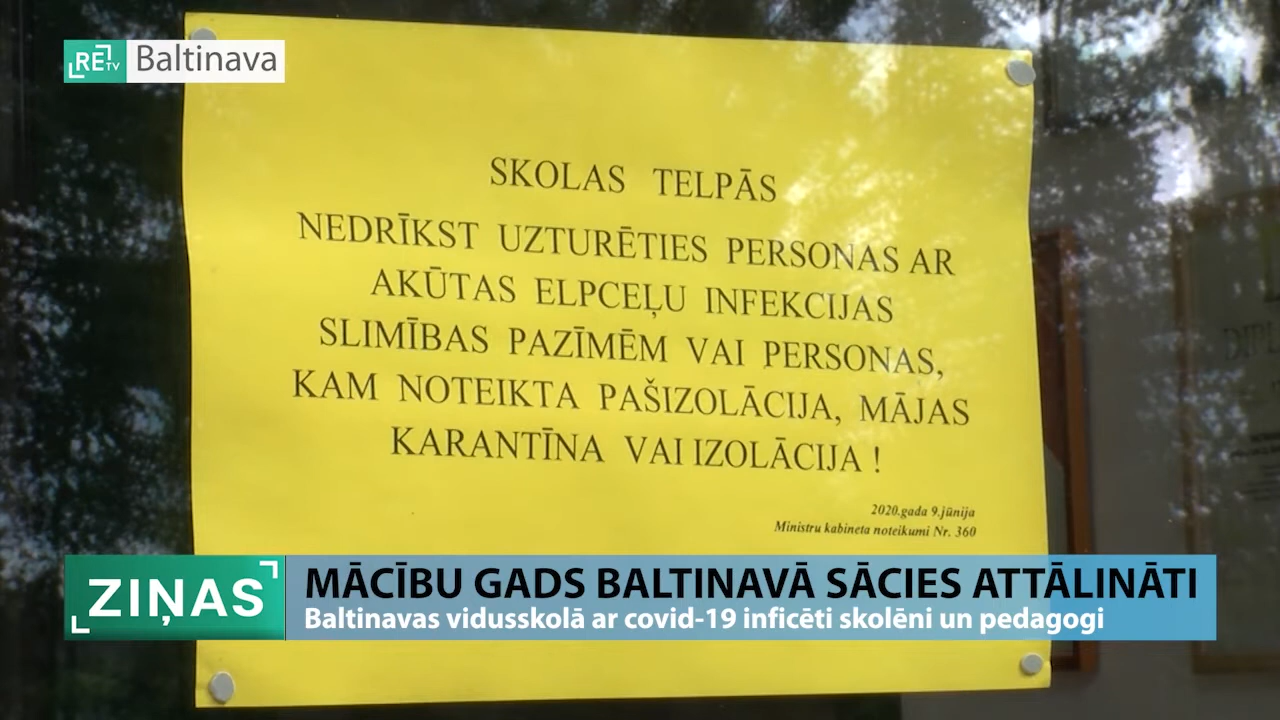 RE TV Baltinava
SKOLAS TELPĀS
NEDRĪKST UZTURĒTIES PERSONAS AR
AKŪTAS ELPCEĻU INFEKCIJAS
SLIMĪBAS PAZĪMĒM VAI PERSONAS,
KAM NOTEIKTA PAŠIZOLĀCIJA, MĀJAS
KARANTĪNA VAI IZOLĀCIJA !
2020.gada 9.jūnija
Ministru kabineta noteikumi Nr. 360
ZIŅAS
MĀCĪBU GADS BALTINAVĀ SĀCIES ATTĀLINĀTI
Baltinavas vidusskolā ar covid-19 inficēti skolēni un pedagogi